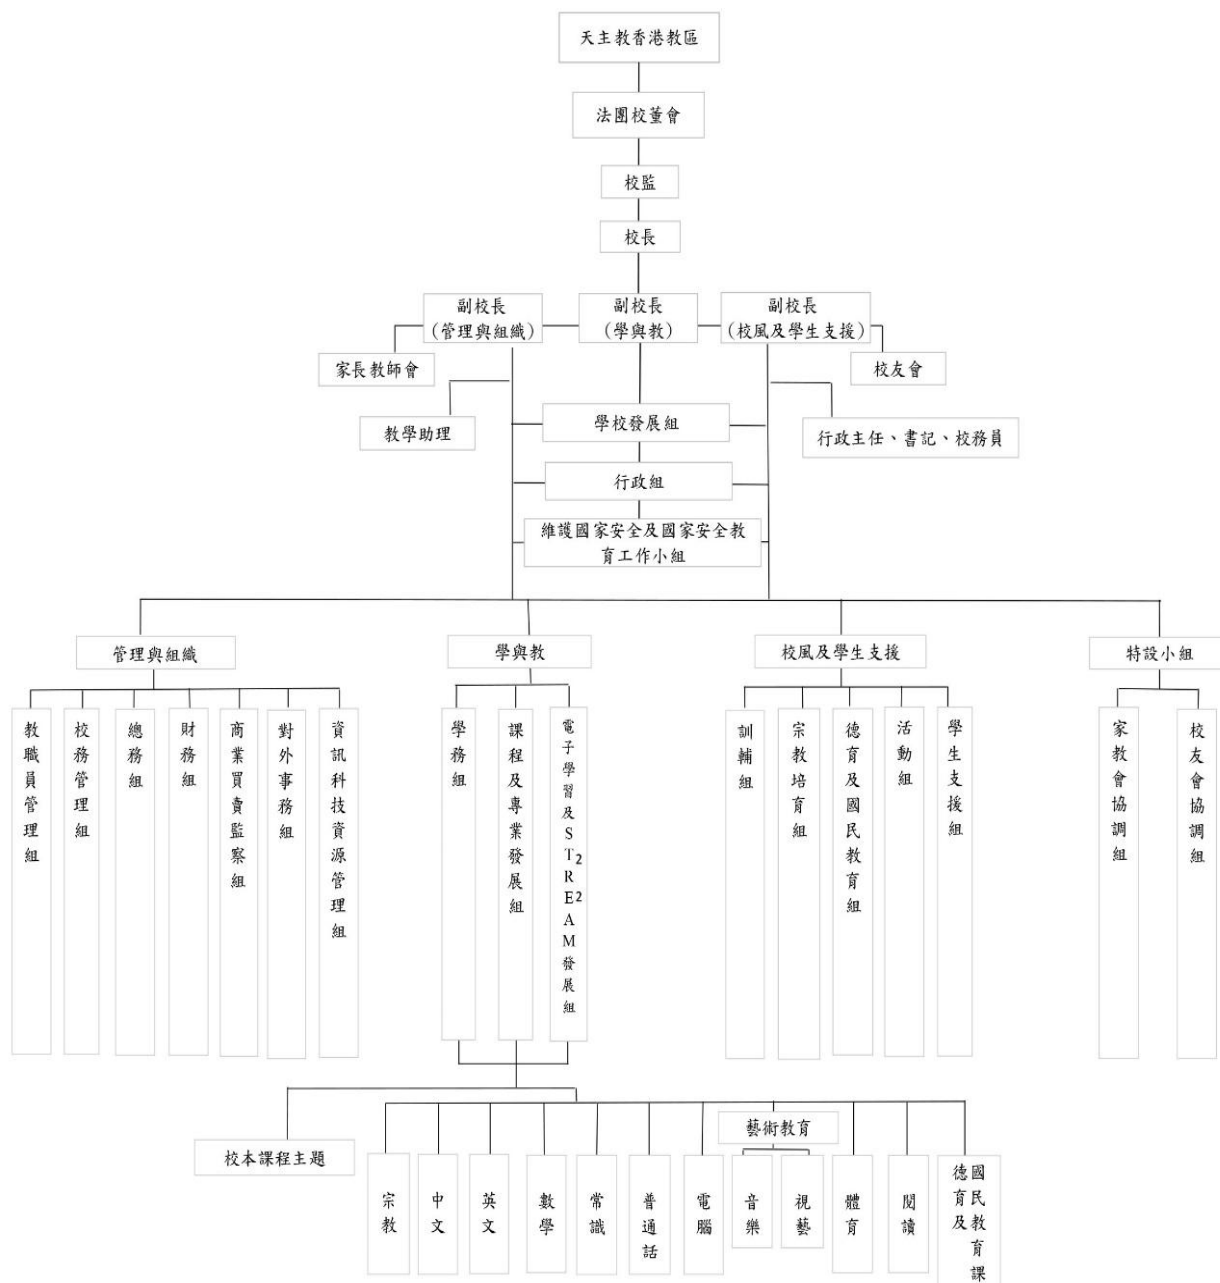 天主教香港教區
法團校董會
校監
校長
副校長
(管理與組織)
副校長
(學與教)
副校長
(校風及學生支援)
家長教師會
校友會
教學助理
學校發展組
行政主任、書記、校務員
行政組
維護國家安全及國家安全教
育工作小組
管理與組織
學與教
校風及學生支援
特設小組
教職員管理組
校務管理組
總務組
財務組
商業買賣監察組
對外事務組
資訊科技資源管理組
學務組
課程及專業發展組
電子學習及ST2RE2AM發展組
訓輔組
宗教培育組
德育及國民教育組
活動組
學生支援組
家教會協調組
校友會協調組
校本課程主題
宗教
中文
英文
數學
常識
普通話
電腦
藝術教育
音樂
視藝
體育
閱讀
德育及
國民教育課